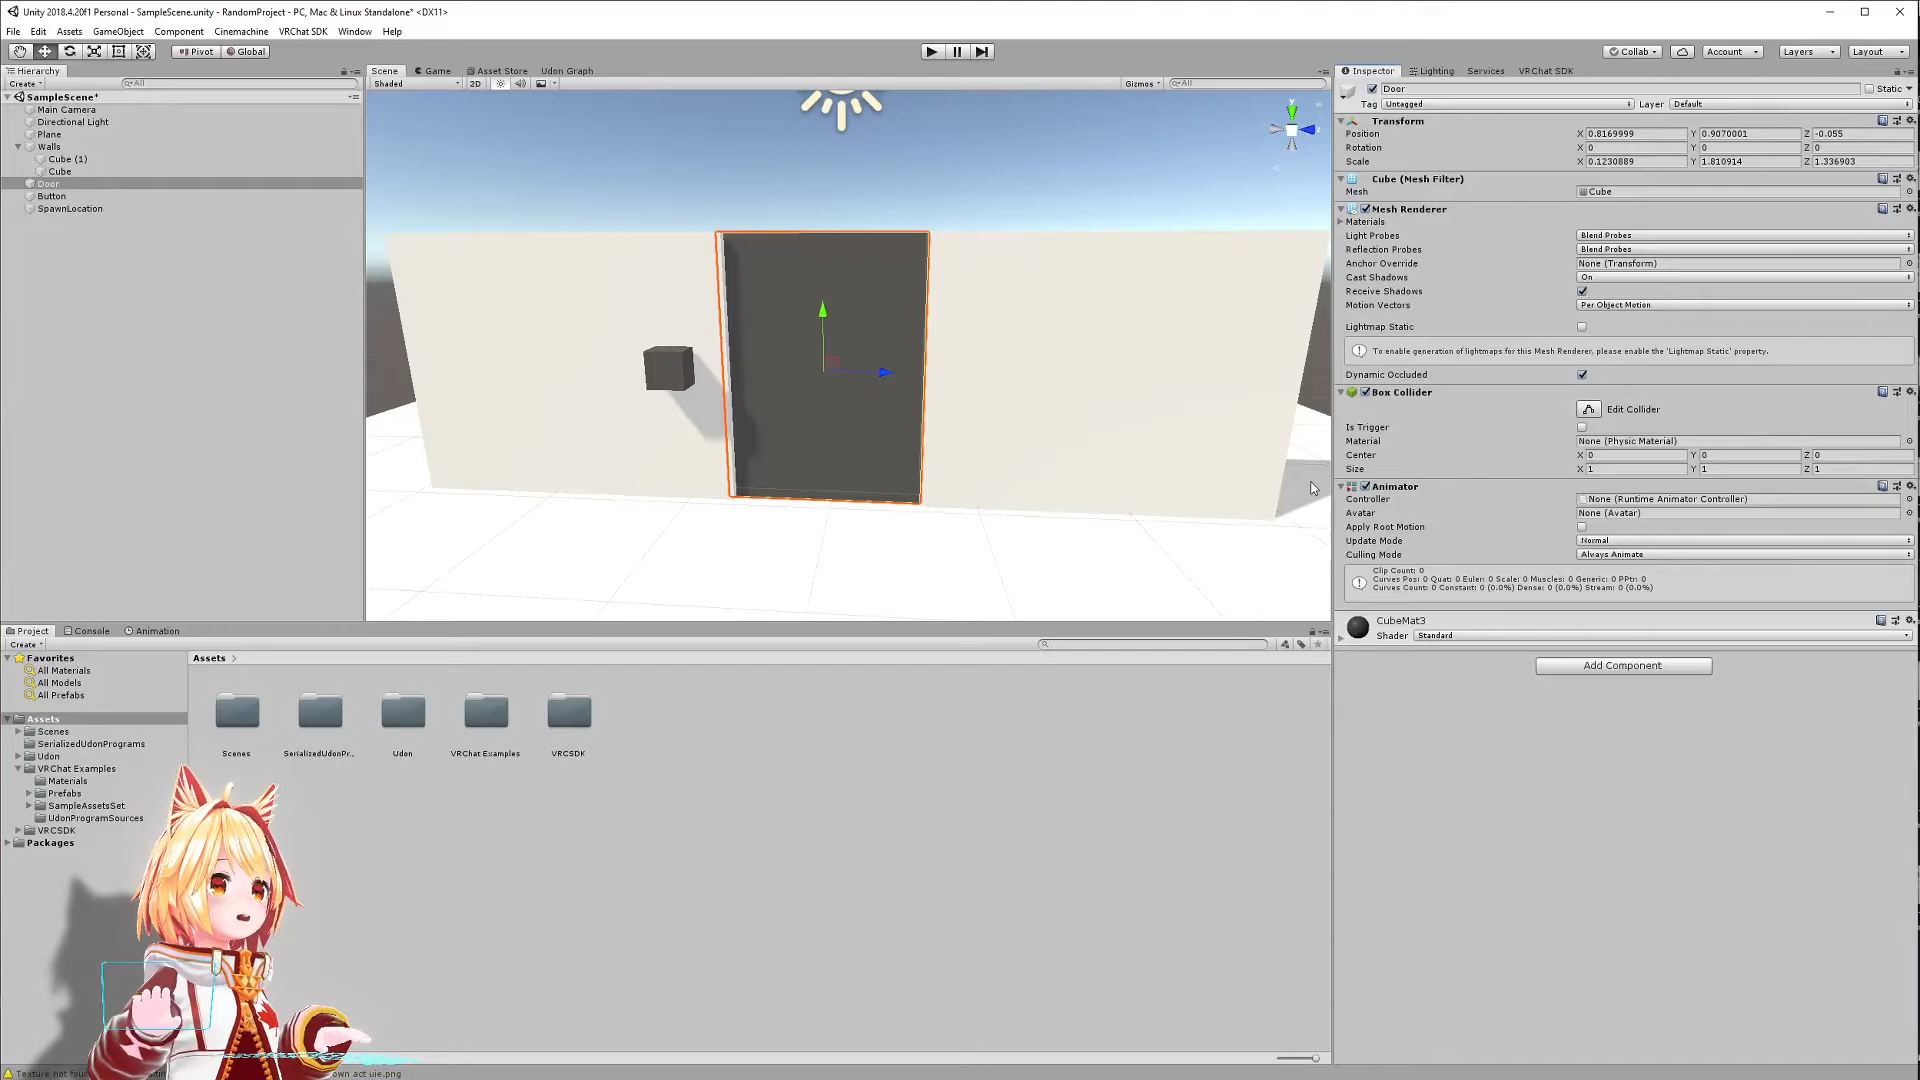 Unity 2018.4.20f1 Personal - SampleScene.unity - RandomProject - PC, Mac & Linux Standalone* <DX11>
File Edit Assets GameObject Component Cinemachine VRChat SDK Window Help
Pivot Global Collab Account Layers Layout
Hierarchy
Create All
SampleScene*
Main Camera
Directional Light
Plane
Walls
Cube (1)
Cube
Door
Button
SpawnLocation
Scene Game Asset Store Udon Graph
Shaded 2D Gizmos All
y
z
Inspector Lighting Services VRChat SDK
Door Static
Tag Untagged Layer Default
Transform
Position X 0.8169999 Y 0.9070001 Z -0.055
Rotation X 0 Y 0 Z 0
Scale X 0.1230889 Y 1.810914 Z 1.336903
Cube (Mesh Filter)
Mesh Cube
Mesh Renderer
Materials
Light Probes Blend Probes
Reflection Probes Blend Probes
Anchor Override None (Transform)
Cast Shadows On
Receive Shadows
Motion Vectors Per Object Motion
Lightmap Static
To enable generation of lightmaps for this Mesh Renderer, please enable the 'Lightmap Static' property.
Dynamic Occluded
Box Collider
Edit Collider
Is Trigger
Material None (Physic Material)
Center X 0 Y 0 Z 0
Size X 1 Y 1 Z 1
Animator
Controller None (Runtime Animator Controller)
Avatar None (Avatar)
Apply Root Motion
Update Mode Normal
Culling Mode Always Animate
Clip Count: 0
Curves Pos: 0 Quat: 0 Euler: 0 Scale: 0 Muscles: 0 Generic: 0 PPtr: 0
Curves Count: 0 Constant: 0 (0.0%) Dense: 0 (0.0%) Stream: 0 (0.0%)
CubeMat3
Shader Standard
Add Component
Project Console Animation
Create
Favorites
All Materials
All Models
All Prefabs
Assets
Scenes
SerializedUdonPrograms
Udon
VRChat Examples
Materials
Prefabs
SampleAssetsSet
UdonProgramSources
VRCSDK
Packages
Assets
Scenes SerializedUdonPr... Udon VRChat Examples VRCSDK
Texture not four own act uie.png